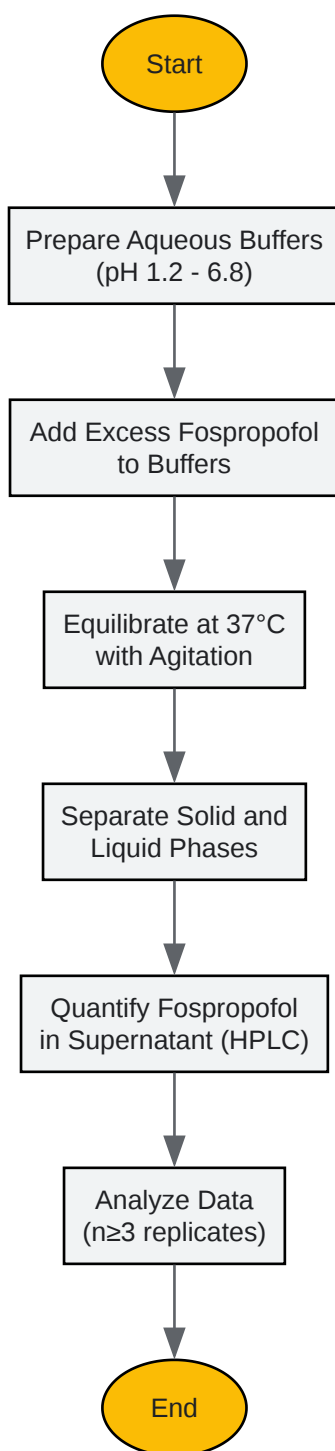 Start
Prepare Aqueous Buffers
(pH 1.2 - 6.8)
Add Excess Fospropofol
to Buffers
Equilibrate at 37°C
with Agitation
Separate Solid and
Liquid Phases
Quantify Fospropofol
in Supernatant (HPLC)
Analyze Data
(n≥3 replicates)
End